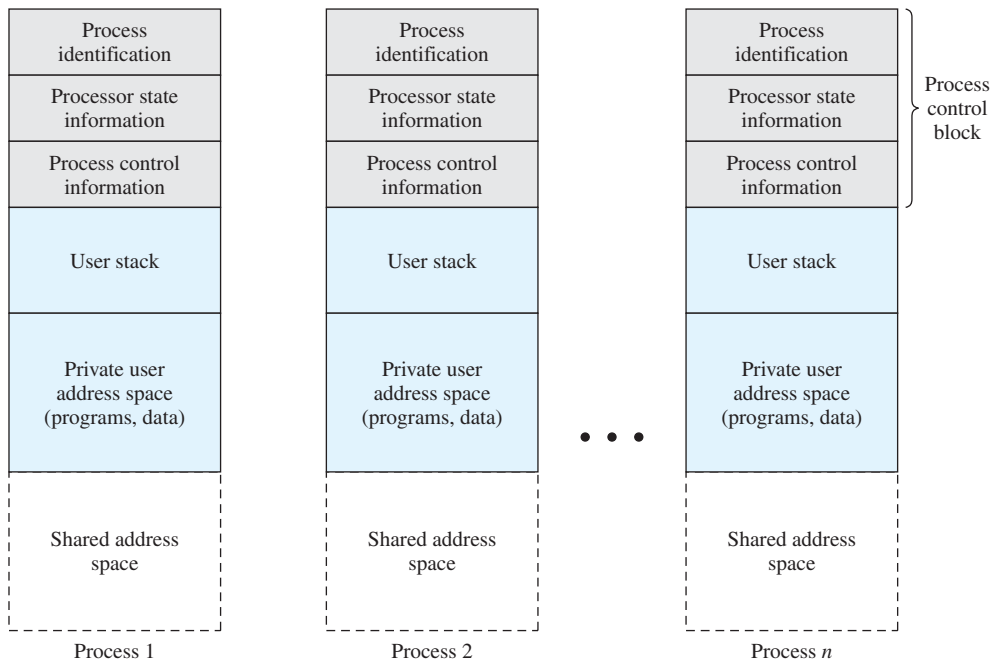 Process
identification
Processor state
information
Process control
information
User stack
Private user
address space
(programs, data)
Shared address
space
Process 1
Process
identification
Processor state
information
Process control
information
User stack
Private user
address space
(programs, data)
Shared address
space
Process 2
Process
identification
Processor state
information
Process control
information
User stack
Private user
address space
(programs, data)
Shared address
space
Process n
Process
control
block